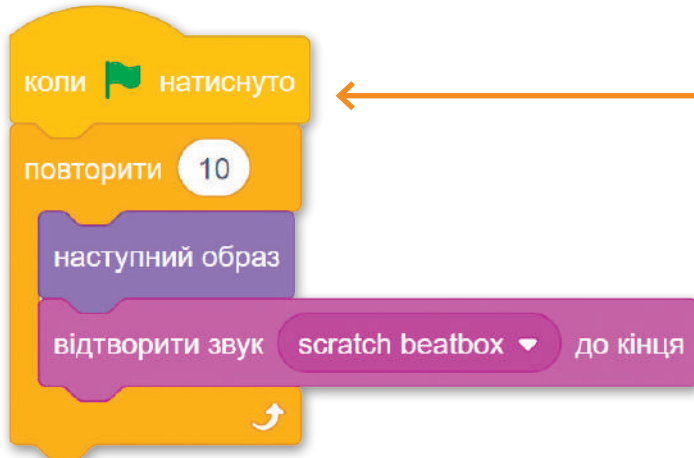 коли натиснуто
повторити 10
наступний образ
відтворити звук scratch beatbox до кінця